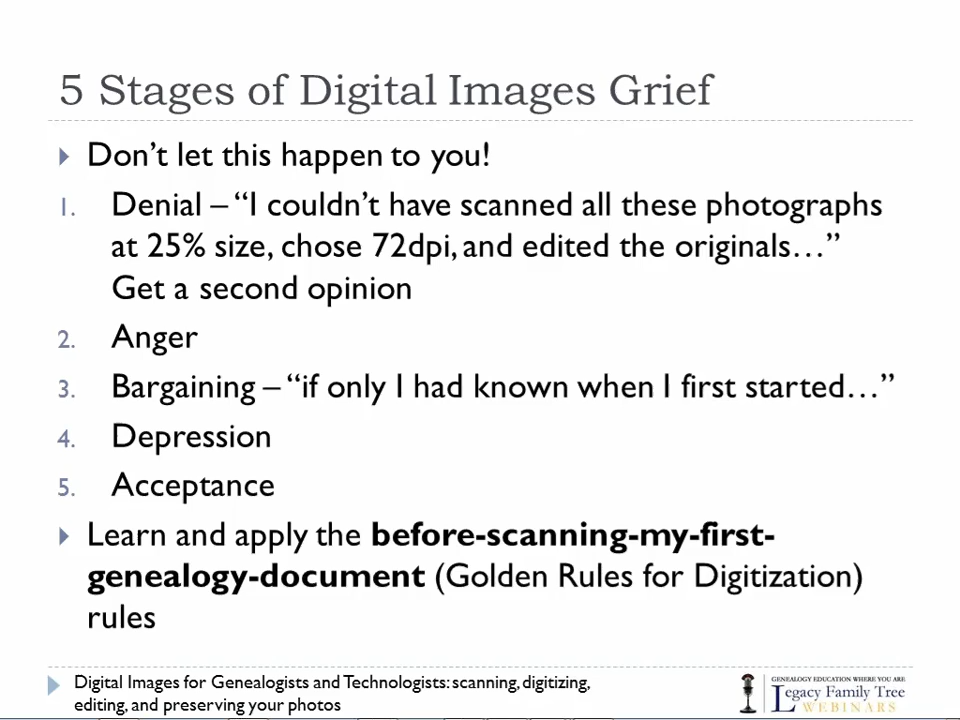 5 Stages of Digital Images Grief
Don't let this happen to you!
1. Denial – “I couldn't have scanned all these photographs
at 25% size, chose 72dpi, and edited the originals…”
Get a second opinion
2. Anger
3. Bargaining – “if only I had known when I first started…”
4. Depression
5. Acceptance
Learn and apply the before-scanning-my-first-
genealogy-document (Golden Rules for Digitization)
rules
Digital Images for Genealogists and Technologists: scanning, digitizing,
editing, and preserving your photos
GENEALOGY EDUCATION WHERE YOU ARE
Legacy Family Tree
WEBINARS